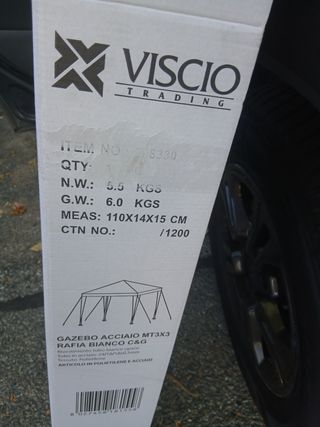 VISCIO
TRADING
ITEM NO
QTY:
N.W.: 5.5 KGS
G.W.: 6.0 KGS
MEAS: 110X14X15 CM
CTN NO.: /1200
GAZEBO ACCIAIO MT3X3
RAFIA BIANCO C&G
ARTICOLO IN POLIETILENE E ACCIAIO